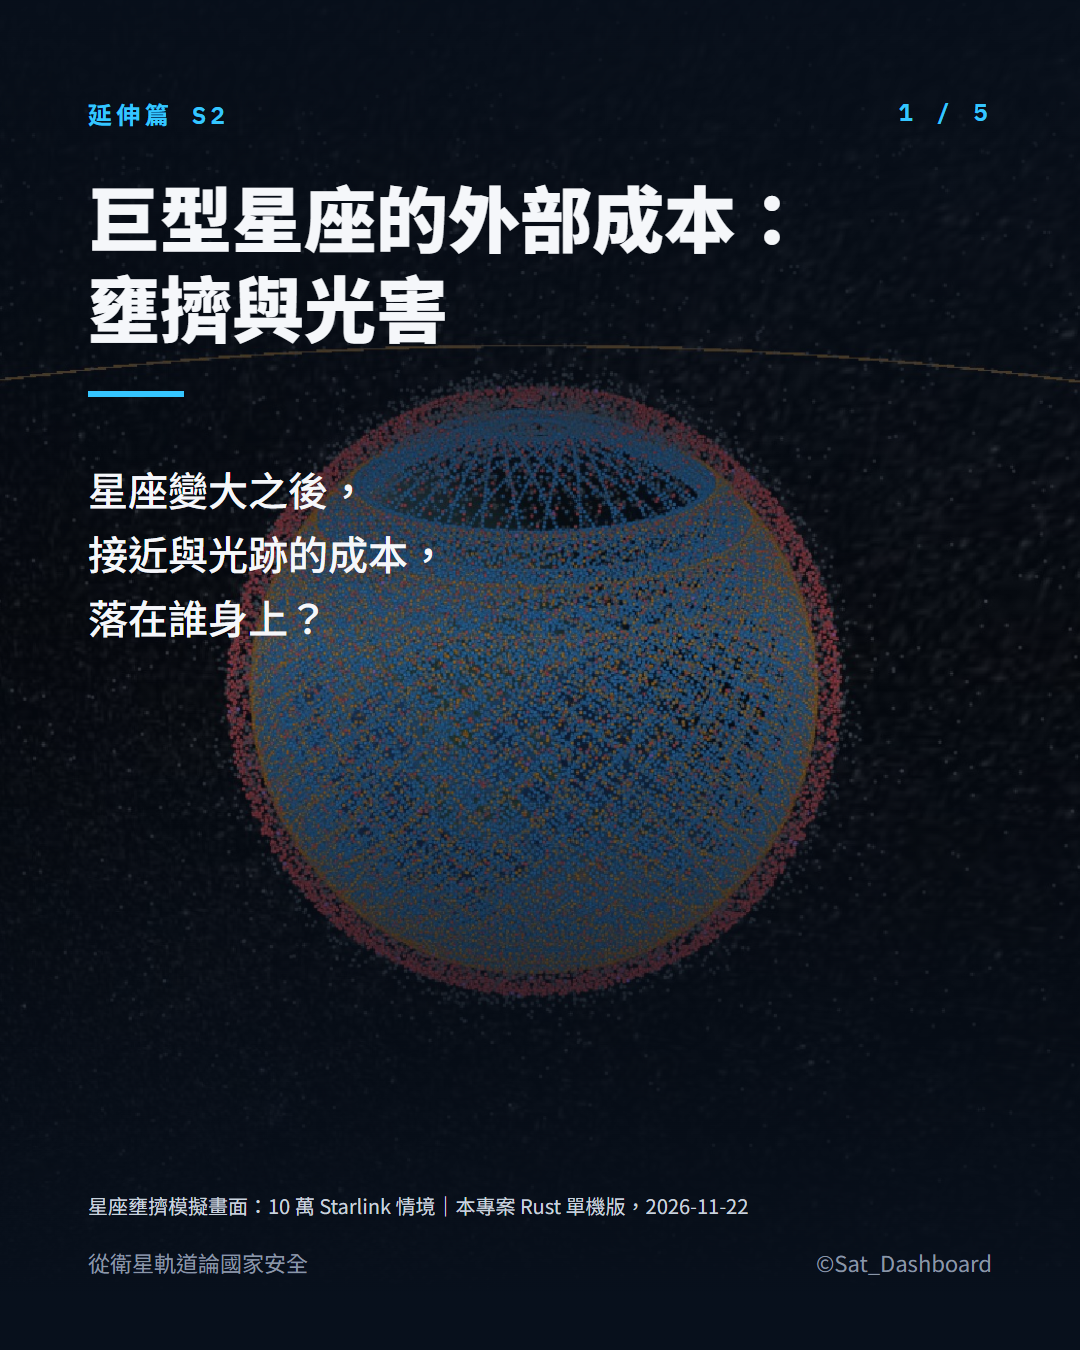 延伸篇 S2
1 / 5
巨型星座的外部成本：
壅擠與光害
星座變大之後，
接近與光跡的成本，
落在誰身上？
星座壅擠模擬畫面：10 萬 Starlink 情境｜本專案 Rust 單機版，2026-11-22
從衛星軌道論國家安全
©Sat_Dashboard